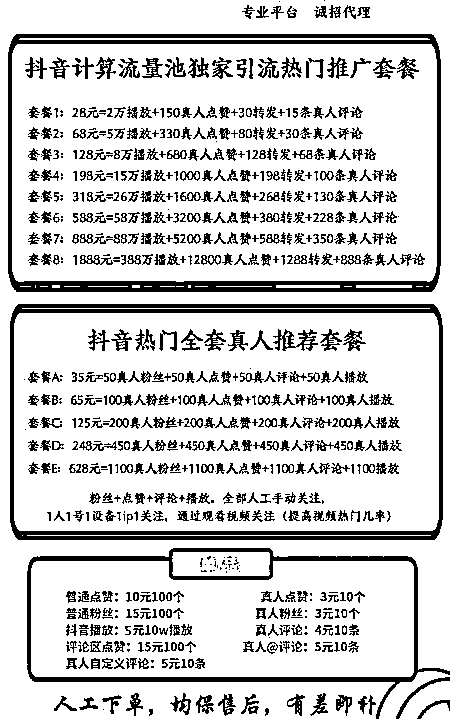 专业平台 诚招代理
抖音计算流量池独家引流热门推广套餐
套餐1：28元=2万播放+150真人点赞+30转发+15条真人评论
套餐2：68元=5万播放+330真人点赞+80转发+30条真人评论
套餐3：128元=8万播放+680真人点赞+128转发+68条真人评论
套餐4：198元=15万播放+1000真人点赞+198转发+100条真人评论
套餐5：318元=26万播放+1600真人点赞+268转发+130条真人评论
套餐6：588元=58万播放+3200真人点赞+380转发+228条真人评论
套餐7：888元=88万播放+5200真人点赞+588转发+350条真人评论
套餐8：1888元=388万播放+12800真人点赞+1288转发+888条真人评论
抖音热门全套真人推荐套餐
套餐A：35元=50真人粉丝+50真人点赞+50真人评论+50真人播放
套餐B：65元=100真人粉丝+100真人点赞+100真人评论+100真人播放
套餐C：125元=200真人粉丝+200真人点赞+200真人评论+200真人播放
套餐D：248元=450真人粉丝+450真人点赞+450真人评论+450真人播放
套餐E：628元=1100真人粉丝+1100真人点赞+1100真人评论+1100播放
粉丝+点赞+评论+播放。全部人工手动关注，
1人1号1设备1ip1关注，通过观看视频关注（提高视频热门几率）
普通点赞：10元100个 真人点赞：3元10个
普通粉丝：15元100个 真人粉丝：3元10个
抖音播放：5元10w播放 真人评论：4元10条
评论区点赞：15元100个 真人@评论：5元10条
真人自定义评论：5元10条
人工下单，均保售后，有差即补